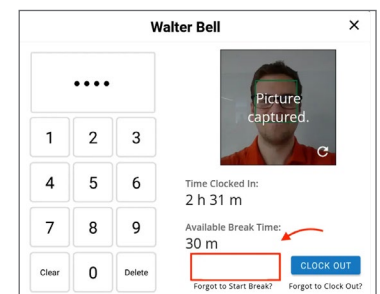 Walter Bell
Picture
captured.
1 2 3
4 5 6
7 8 9
Clear 0 Delete
Time Clocked In:
2 h 31 m
Available Break Time:
30 m
CLOCK OUT
Forgot to Start Break? Forgot to Clock Out?